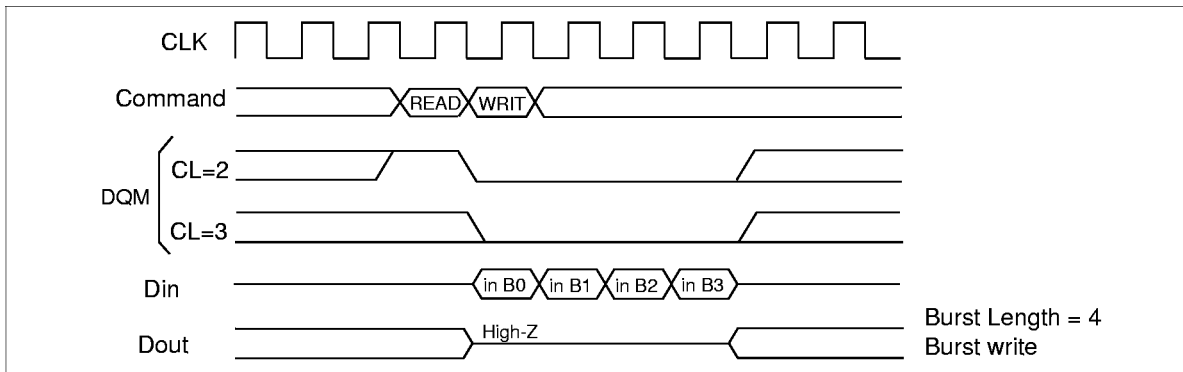 CLK
Command READ WRIT
CL=2
DQM
CL=3
Din in B0 in B1 in B2 in B3
High-Z
Dout
Burst Length = 4
Burst write